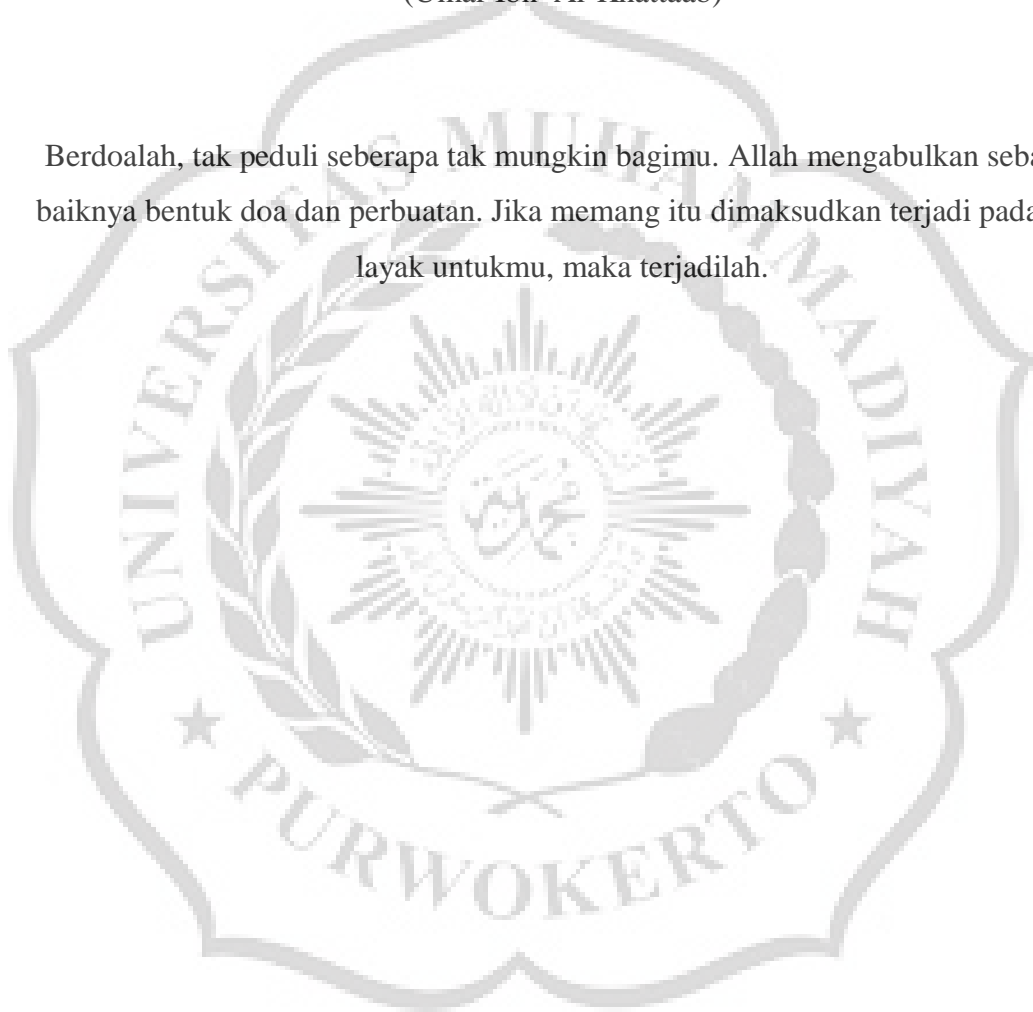 (Umar Ibn Al-Khattaab)
Berdoalah, tak peduli seberapa tak mungkin bagimu. Allah mengabulkan seba
baiknya bentuk doa dan perbuatan. Jika memang itu dimaksudkan terjadi pada
layak untukmu, maka terjadilah.
UNIVERSITAS MUHAMMADIYAH
PURWOKERTO